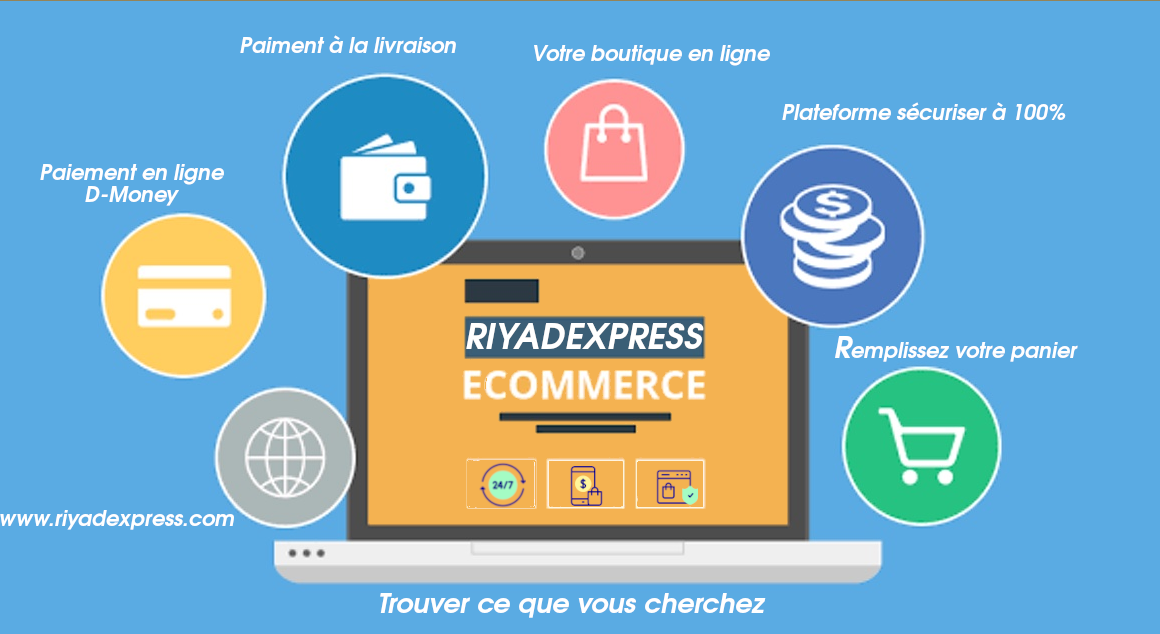 Paiment à la livraison
Votre boutique en ligne
Plateforme sécuriser à 100%
Paiement en ligne
D-Money
$
RIYADEXPRESS
ECOMMERCE
Remplissez votre panier
24/7
$
www.riyadexpress.com
Trouver ce que vous cherchez